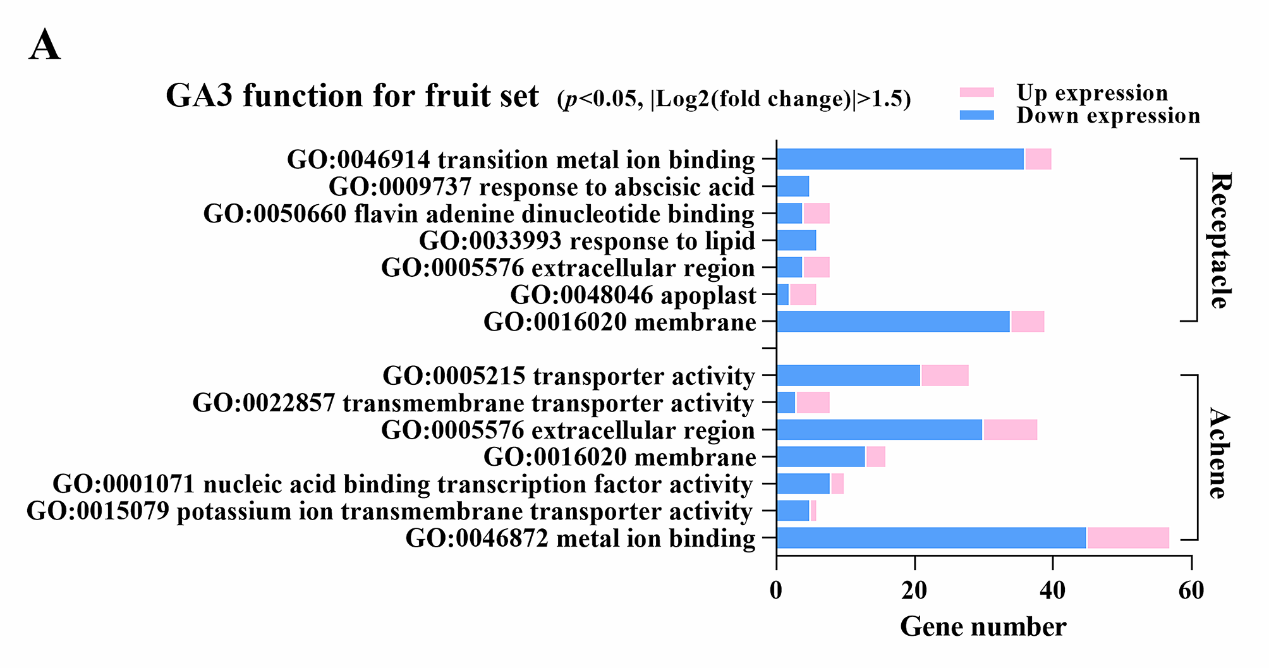 A
GA3 function for fruit set (p<0.05, |Log2(fold change)|>1.5)
Up expression
Down expression
GO:0046914 transition metal ion binding
GO:0009737 response to abscisic acid
GO:0050660 flavin adenine dinucleotide binding
GO:0033993 response to lipid
GO:0005576 extracellular region
GO:0048046 apoplast
GO:0016020 membrane
Receptacle
GO:0005215 transporter activity
GO:0022857 transmembrane transporter activity
GO:0005576 extracellular region
GO:0016020 membrane
GO:0001071 nucleic acid binding transcription factor activity
GO:0015079 potassium ion transmembrane transporter activity
GO:0046872 metal ion binding
Achene
0 20 40 60
Gene number